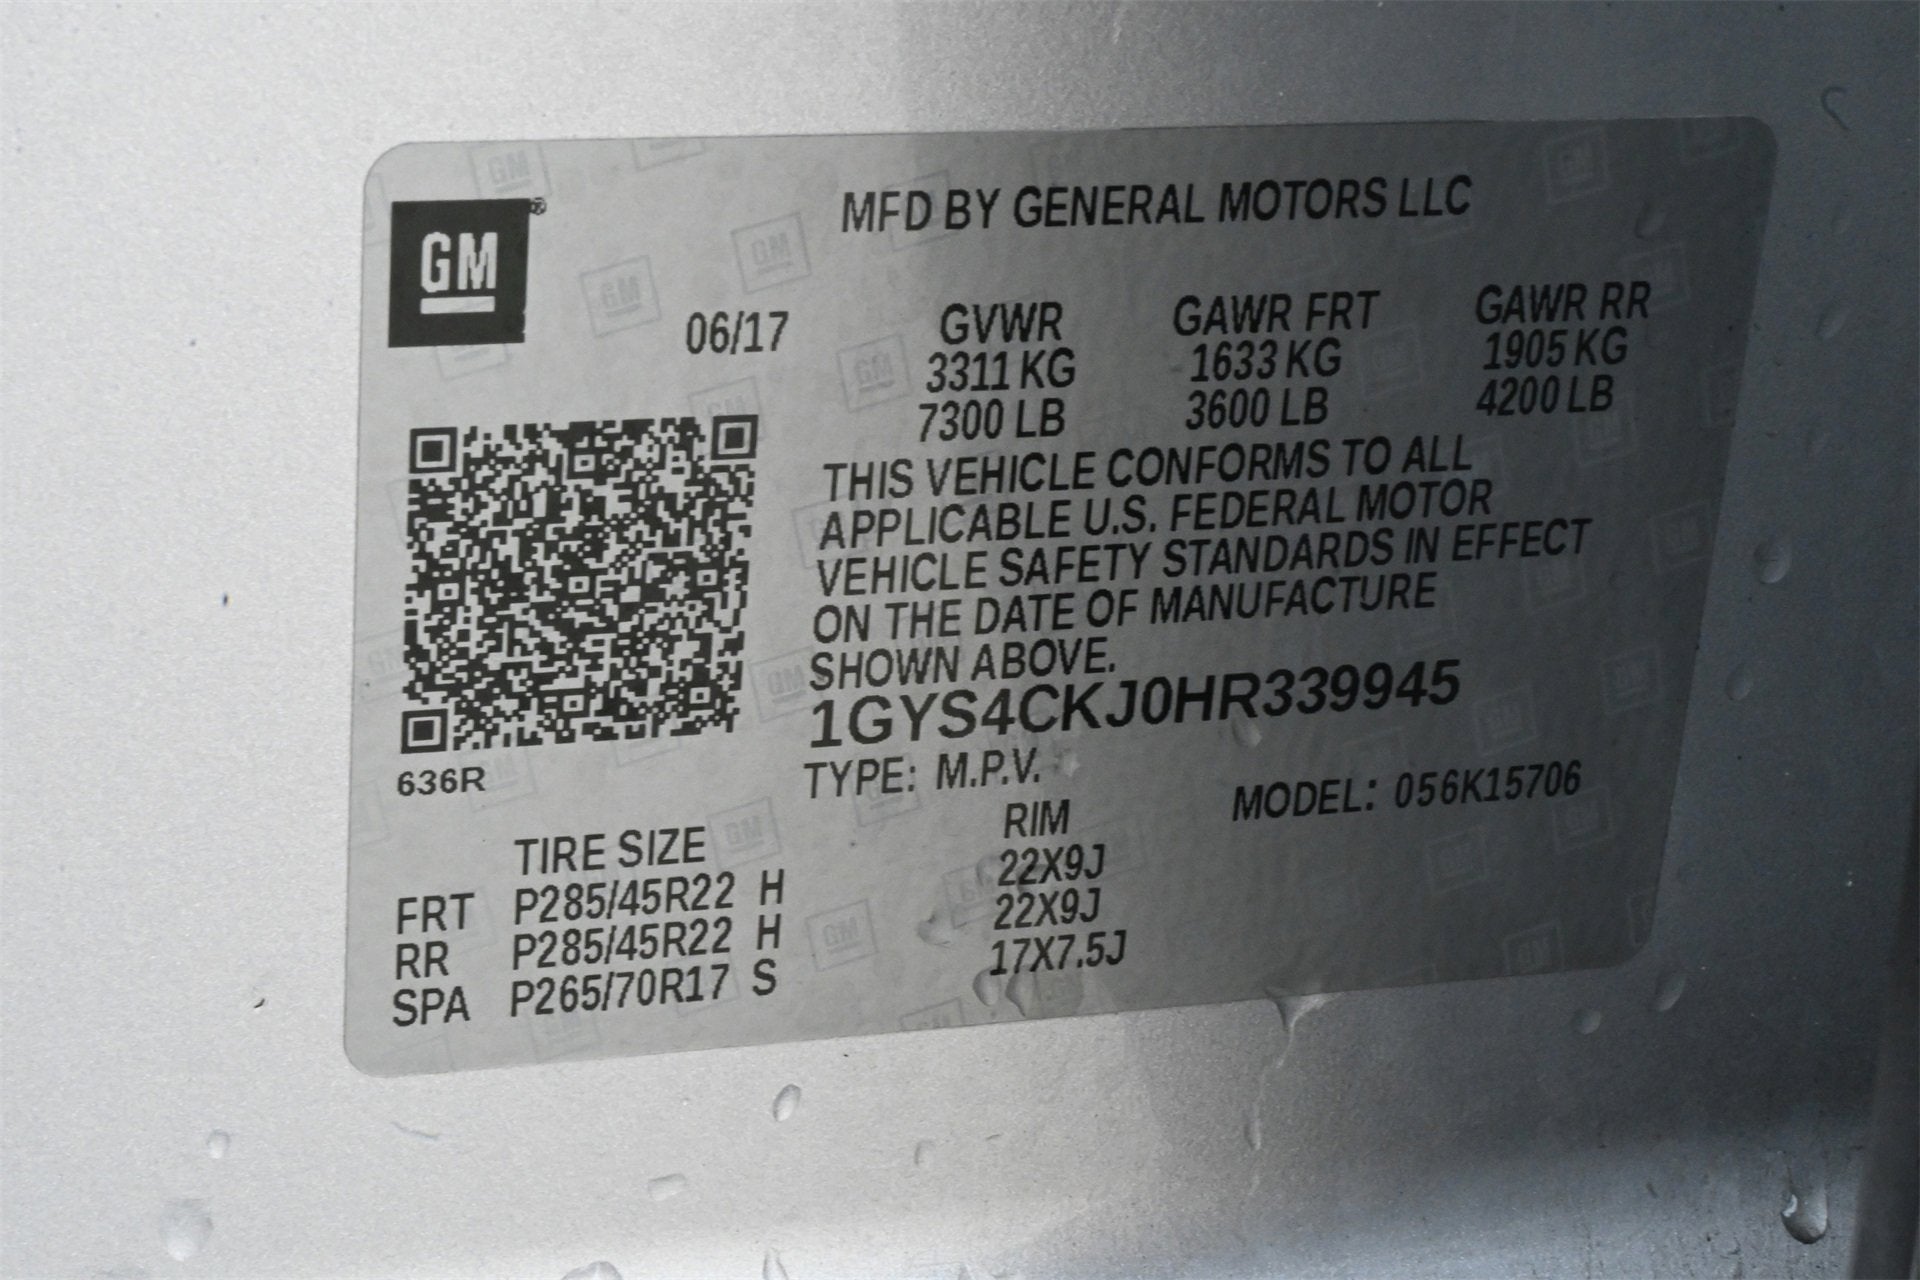 GM®
MFD BY GENERAL MOTORS LLC
06/17 GVWR GAWR FRT GAWR RR
3311 KG 1633 KG 1905 KG
7300 LB 3600 LB 4200 LB
THIS VEHICLE CONFORMS TO ALL
APPLICABLE U.S. FEDERAL MOTOR
VEHICLE SAFETY STANDARDS IN EFFECT
ON THE DATE OF MANUFACTURE
SHOWN ABOVE.
1GYS4CKJ0HR339945
636R
TYPE: M.P.V. MODEL: 056K15706
TIRE SIZE RIM
FRT P285/45R22 H 22X9J
RR P285/45R22 H 22X9J
SPA P265/70R17 S 17X7.5J